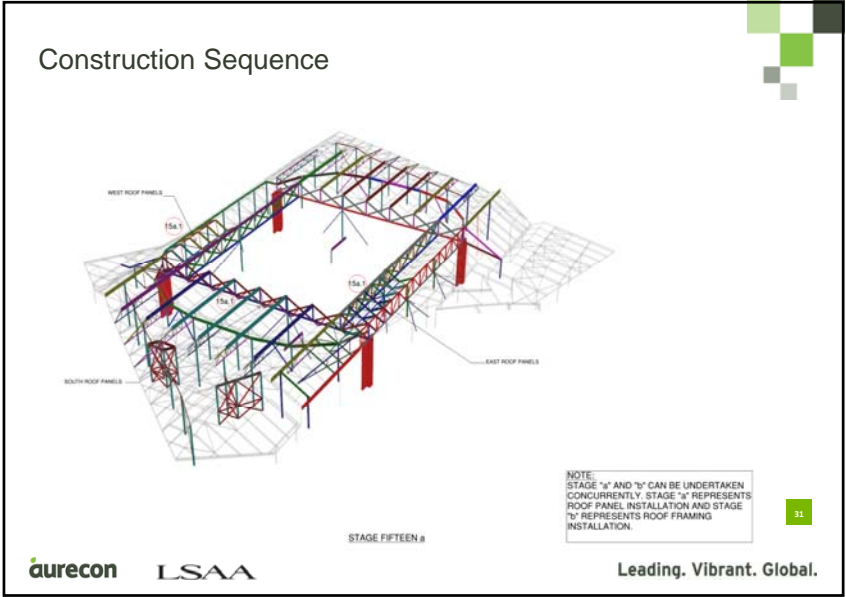 Construction Sequence
WEST ROOF PANELS
15a.1
15a.1
15a.1
EAST ROOF PANELS
SOUTH ROOF PANELS
NOTE:
STAGE "a" AND "b" CAN BE UNDERTAKEN
CONCURRENTLY. STAGE "a" REPRESENTS
ROOF PANEL INSTALLATION AND STAGE
"b" REPRESENTS ROOF FRAMING
INSTALLATION.
31
STAGE FIFTEEN a
aurecon
LSAA
Leading. Vibrant. Global.